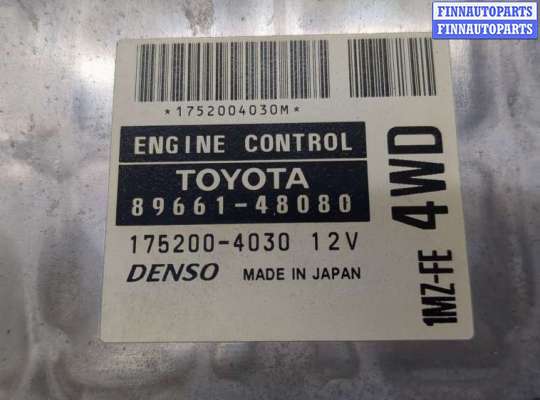 FINNAUTOPARTS
FINNAUTOPARTS
*1752004030M*
ENGINE CONTROL
TOYOTA
89661-48080
175200-4030 12V
DENSO MADE IN JAPAN
1MZ-FE 4WD